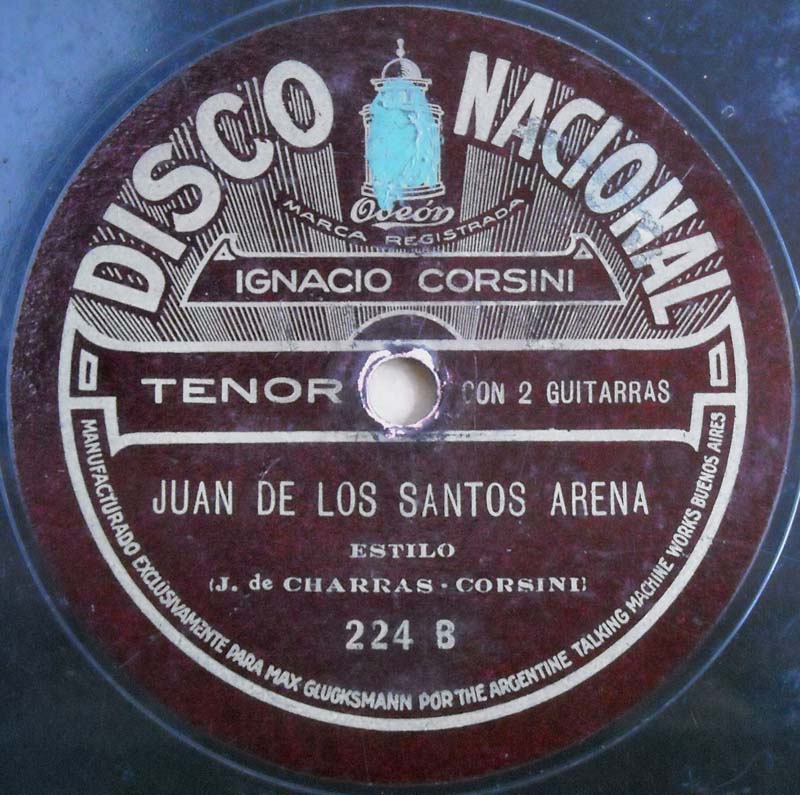 DISCO NACIONAL
Odeón
MARCA REGISTRADA
IGNACIO CORSINI
TENOR CON 2 GUITARRAS
JUAN DE LOS SANTOS ARENA
ESTILO
(J. de CHARRAS - CORSINI)
224 B
MANUFACTURADO EXCLUSIVAMENTE PARA MAX GLUCKSMANN POR THE ARGENTINE TALKING MACHINE WORKS BUENOS AIRES